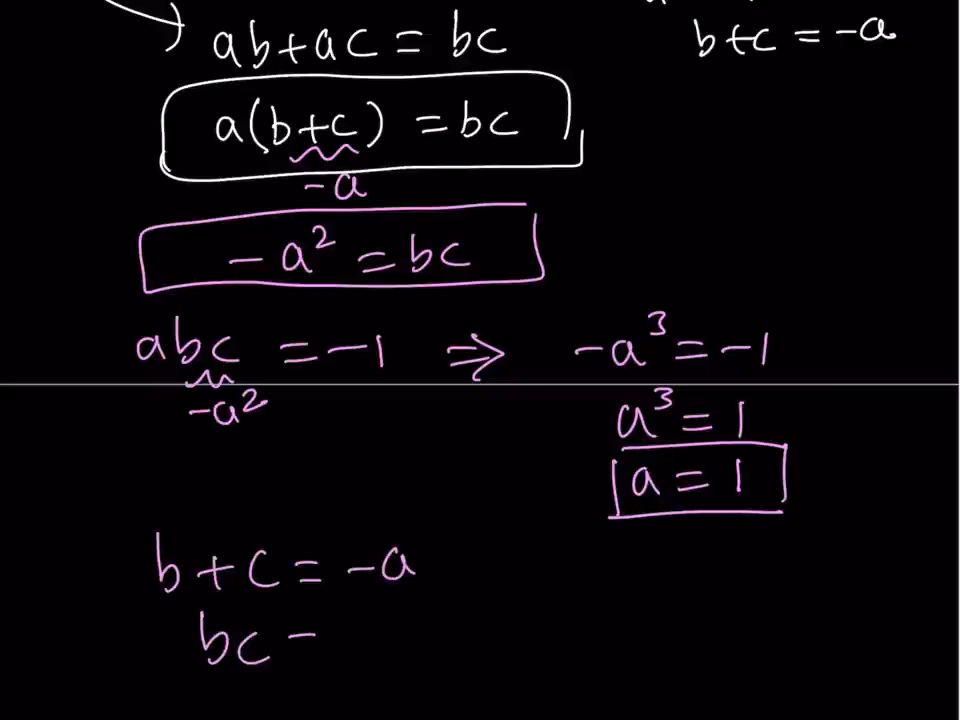 ab+ac = bc
b+c = -a
a(b+c) = bc
-a
-a² = bc
abc = -1 ⇒ -a³ = -1
-a²
a³ = 1
a = 1
b+c = -a
bc =